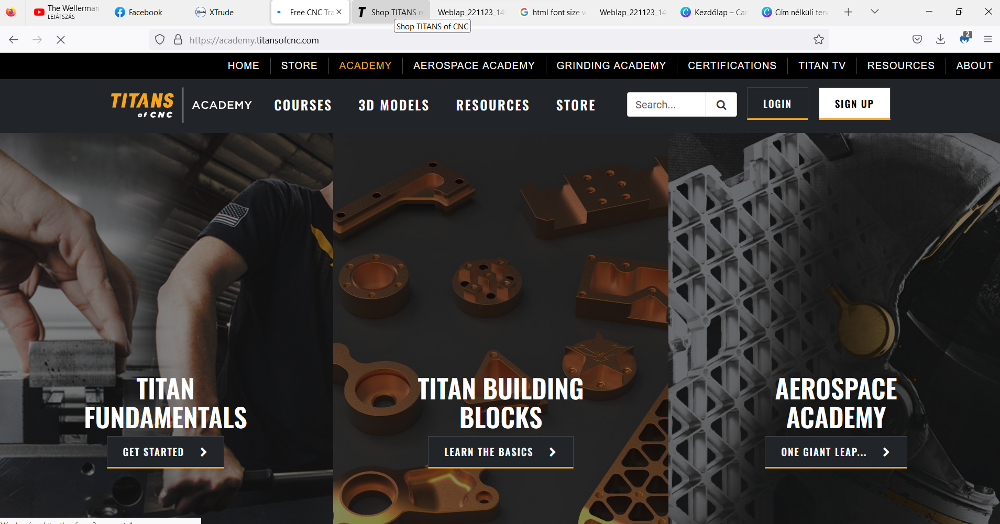 The Wellerman
LEJÁTSZÁS
Facebook
XTrude
Free CNC Tra
Shop TITANS o
Weblap_221123_14
html font size w
Weblap_221123_14
Kezdőlap – Can
Cím nélküli terv
Shop TITANS of CNC
https://academy.titansofcnc.com
2
HOME
STORE
ACADEMY
AEROSPACE ACADEMY
GRINDING ACADEMY
CERTIFICATIONS
TITAN TV
RESOURCES
ABOUT
TITANS
of CNC
ACADEMY
COURSES
3D MODELS
RESOURCES
STORE
Search...
LOGIN
SIGN UP
TITAN
FUNDAMENTALS
GET STARTED
TITAN BUILDING
BLOCKS
LEARN THE BASICS
AEROSPACE
ACADEMY
ONE GIANT LEAP...